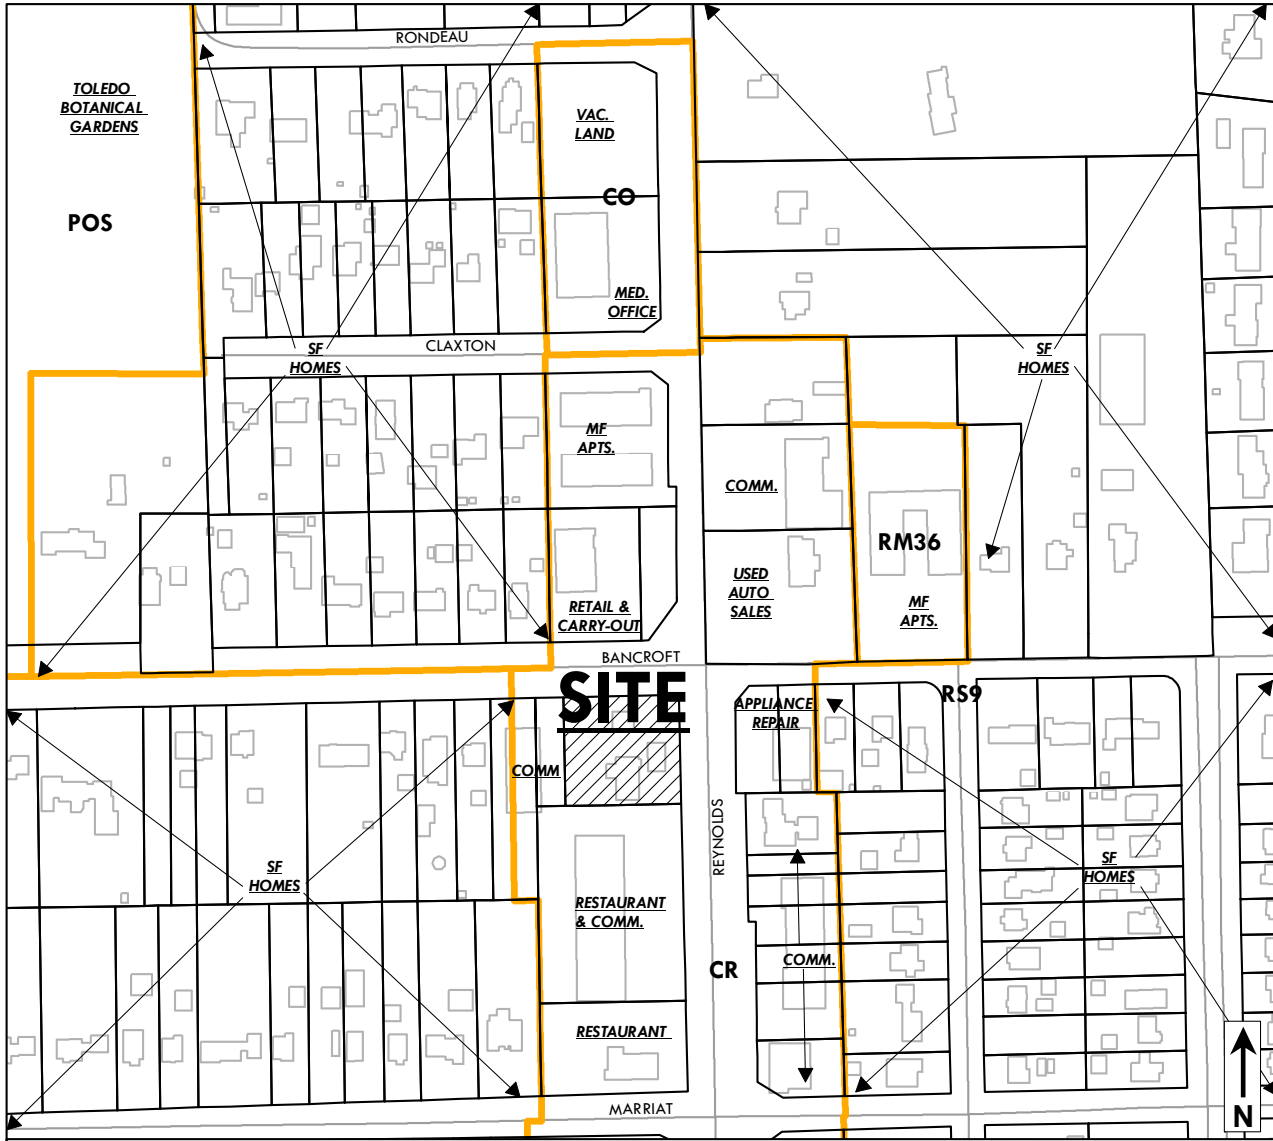 RONDEAU
TOLEDO
BOTANICAL
GARDENS
VAC.
LAND
CO
POS
MED.
OFFICE
CLAXTON
SF
HOMES
SF
HOMES
MF
APTS.
COMM.
RM36
USED
AUTO
SALES
MF
APTS.
RETAIL &
CARRY-OUT
BANCROFT
SITE
RS9
APPLIANCE
REPAIR
COMM
REYNOLDS
SF
HOMES
SF
HOMES
RESTAURANT
& COMM.
COMM.
CR
RESTAURANT
MARRIAT
N